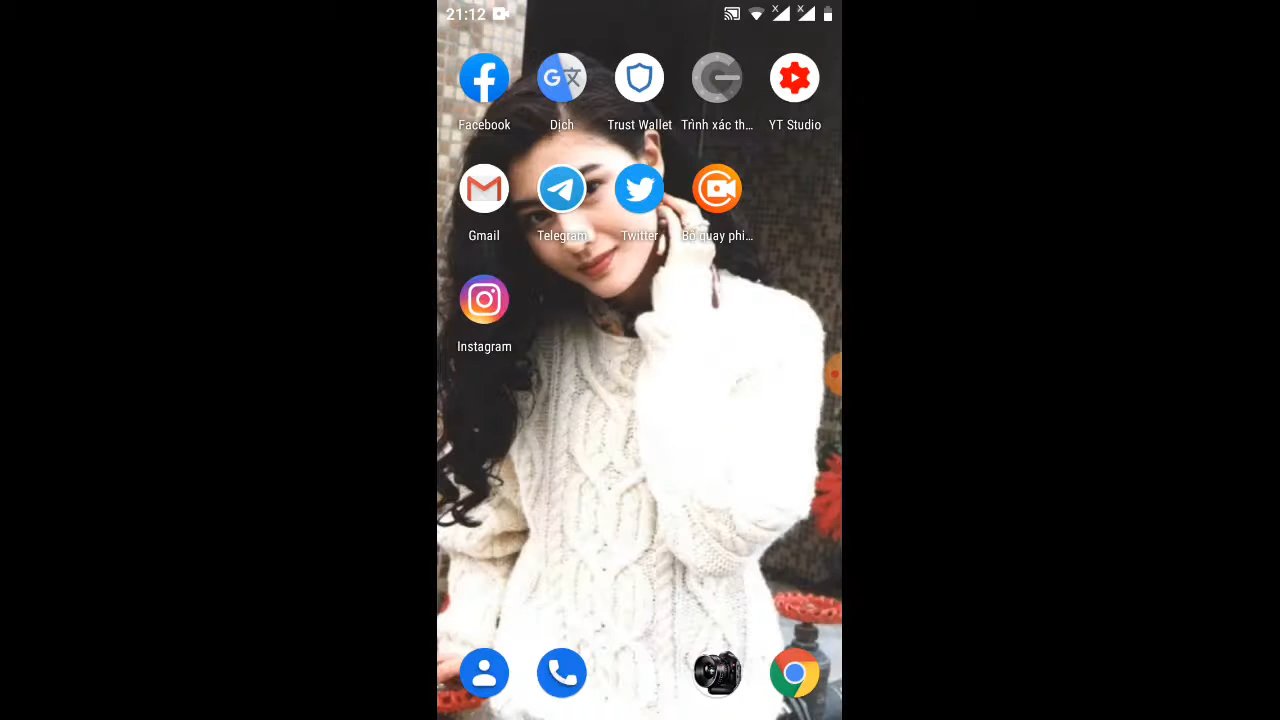 21:12
Facebook
Dịch
Trust Wallet
Trình xác th...
YT Studio
Gmail
Telegram
Twitter
Bộ quay phi...
Instagram